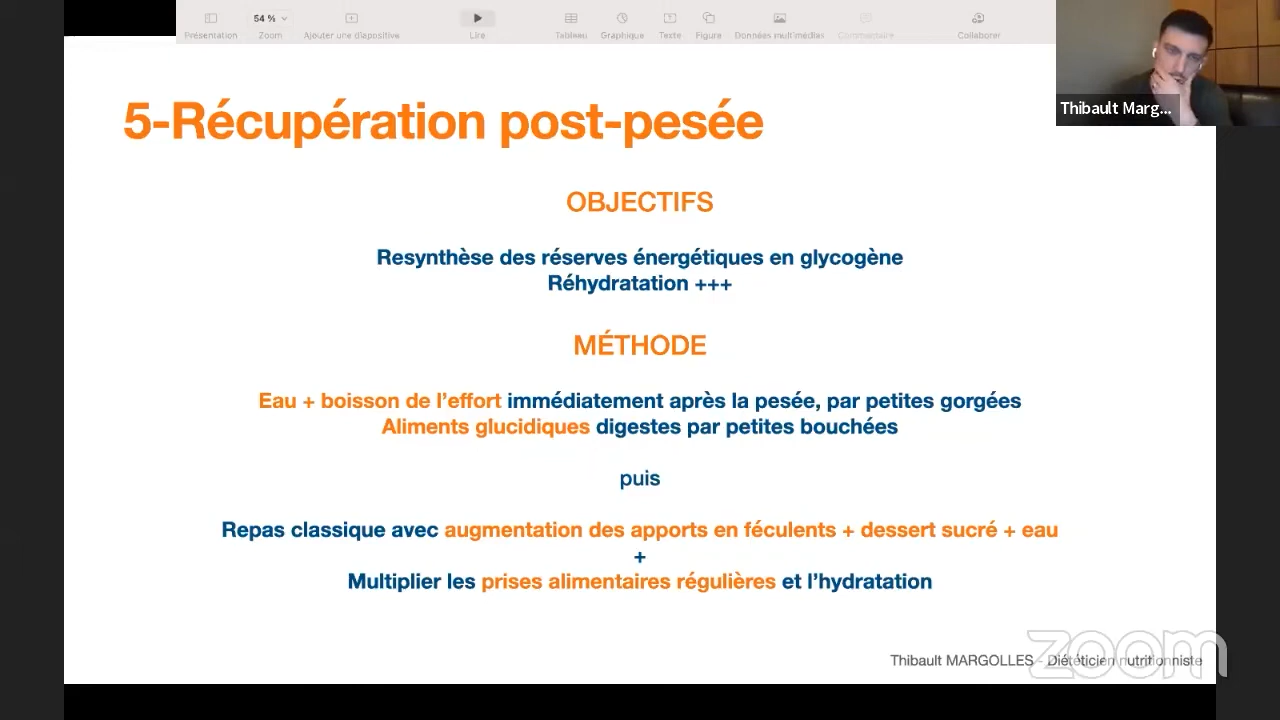 54 %
Présentation
Zoom
Ajouter une diapositive
Lire
Tableau
Graphique
Texte
Figure
Données multimédias
Commentaire
Collaborer
Thibault Marg...
5-Récupération post-pesée
OBJECTIFS
Resynthèse des réserves énergétiques en glycogène
Réhydratation +++
MÉTHODE
Eau + boisson de l’effort immédiatement après la pesée, par petites gorgées
Aliments glucidiques digestes par petites bouchées
puis
Repas classique avec augmentation des apports en féculents + dessert sucré + eau
+
Multiplier les prises alimentaires régulières et l’hydratation
Thibault MARGOLLES - Diététicien nutritionniste
zoom